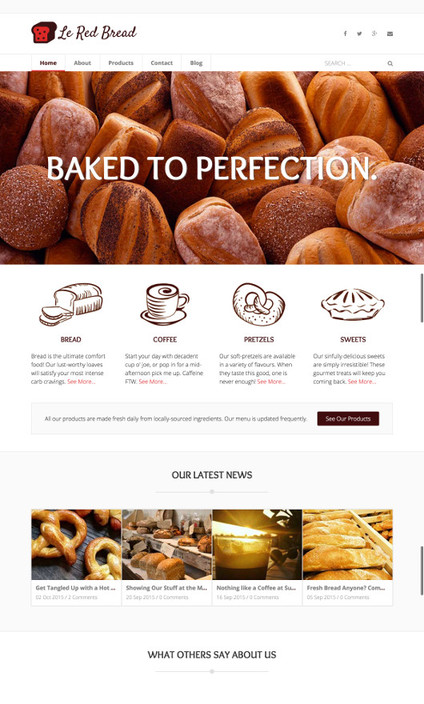 Le Red Bread
Home About Products Contact Blog SEARCH ...
BAKED TO PERFECTION.
BREAD
Bread is the ultimate comfort
food! Our lust-worthy loaves
will satisfy your most intense
carb cravings. See More...
COFFEE
Start your day with decadent
cup o' joe, or pop in for a mid-
afternoon pick me up. Caffeine
FTW. See More...
PRETZELS
Our soft-pretzels are available
in a variety of flavours. When
they taste this good, one is
never enough! See More...
SWEETS
Our sinfully delicious sweets
are simply irresistible! These
gourmet treats will keep you
coming back. See More...
All our products are made fresh daily from locally-sourced ingredients. Our menu is updated frequently.
See Our Products
OUR LATEST NEWS
Get Tangled Up with a Hot ...
02 Oct 2015 / 2 Comments
Showing Our Stuff at the M...
20 Sep 2015 / 0 Comments
Nothing like a Coffee at Su...
16 Sep 2015 / 0 Comments
Fresh Bread Anyone? Com...
05 Sep 2015 / 0 Comments
WHAT OTHERS SAY ABOUT US